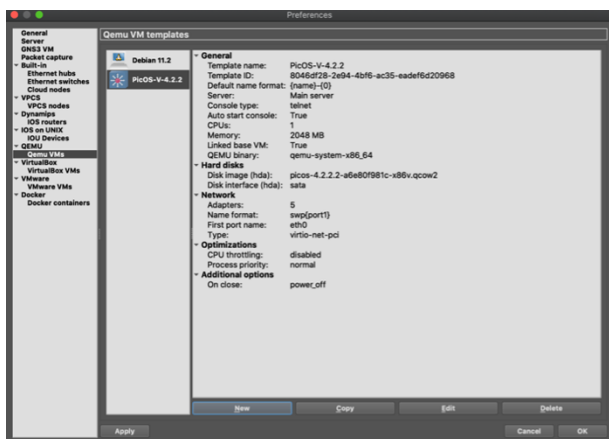 Preferences
General
Server
GNS3 VM
Packet capture
Built-in
Ethernet hubs
Ethernet switches
Cloud nodes
VPCS
VPCS nodes
Dynamips
IOS routers
IOS on UNIX
IOU Devices
QEMU
Qemu VMs
VirtualBox
VirtualBox VMs
VMware
VMware VMs
Docker
Docker containers
Qemu VM templates
Debian 11.2
PicOS-V-4.2.2
General
Template name: PicOS-V-4.2.2
Template ID: 8046df28-2e94-4bf6-ac35-eadef6d20968
Default name format: {name}-{0}
Server: Main server
Console type: telnet
Auto start console: True
CPUs: 1
Memory: 2048 MB
Linked base VM: True
QEMU binary: qemu-system-x86_64
Hard disks
Disk image (hda): picos-4.2.2.2-a6e80f981c-x86v.qcow2
Disk interface (hda): sata
Network
Adapters: 5
Name format: swp{port1}
First port name: eth0
Type: virtio-net-pci
Optimizations
CPU throttling: disabled
Process priority: normal
Additional options
On close: power_off
New Copy Edit Delete
Apply Cancel OK